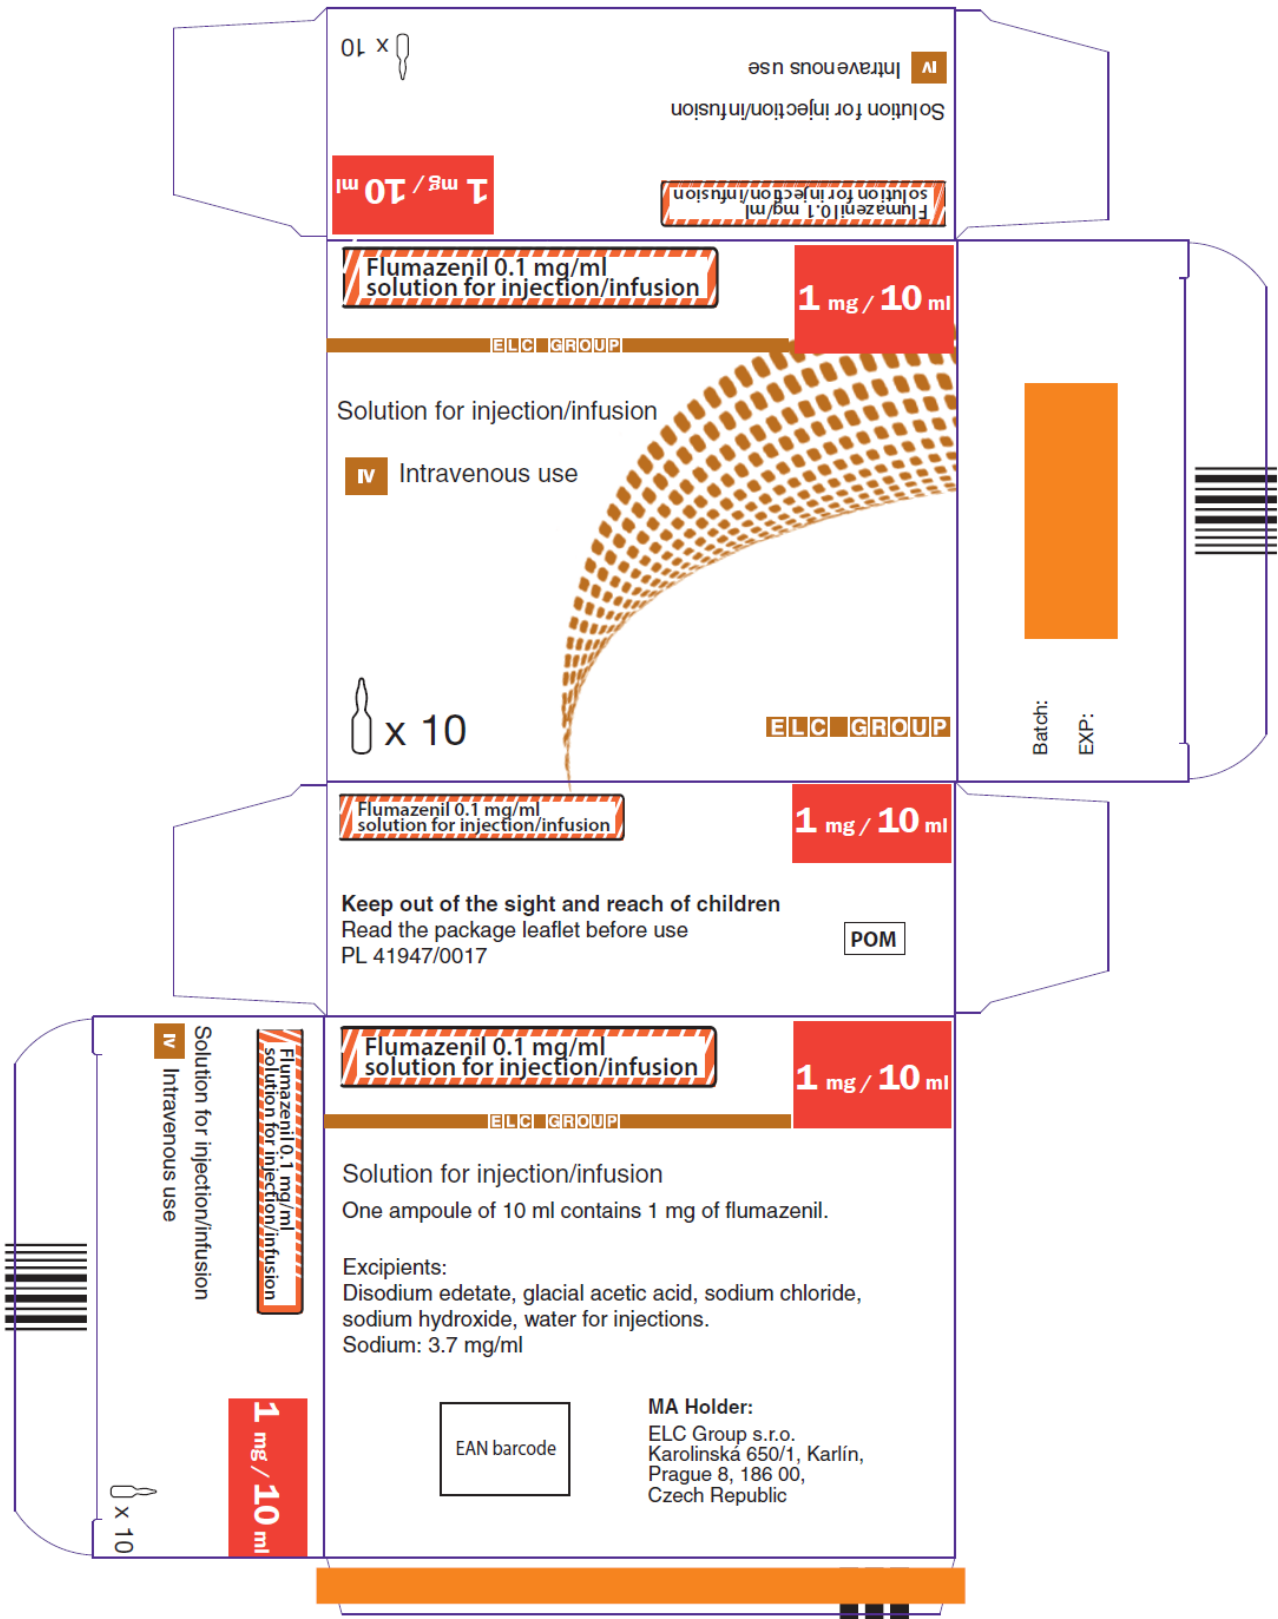 x 10
IV Intravenous use
Solution for injection/infusion
1 mg / 10 ml
Flumazenil 0.1 mg/ml
solution for injection/infusion
Flumazenil 0.1 mg/ml
solution for injection/infusion
1 mg / 10 ml
ELC GROUP
Solution for injection/infusion
IV Intravenous use
x 10
ELC GROUP
Batch:
EXP:
Flumazenil 0.1 mg/ml
solution for injection/infusion
1 mg / 10 ml
Keep out of the sight and reach of children
Read the package leaflet before use
PL 41947/0017
POM
IV Intravenous use
Solution for injection/infusion
Flumazenil 0.1 mg/ml
solution for injection/infusion
1 mg / 10 ml
x 10
Flumazenil 0.1 mg/ml
solution for injection/infusion
1 mg / 10 ml
ELC GROUP
Solution for injection/infusion
One ampoule of 10 ml contains 1 mg of flumazenil.
Excipients:
Disodium edetate, glacial acetic acid, sodium chloride,
sodium hydroxide, water for injections.
Sodium: 3.7 mg/ml
EAN barcode
MA Holder:
ELC Group s.r.o.
Karolinská 650/1, Karlín,
Prague 8, 186 00,
Czech Republic